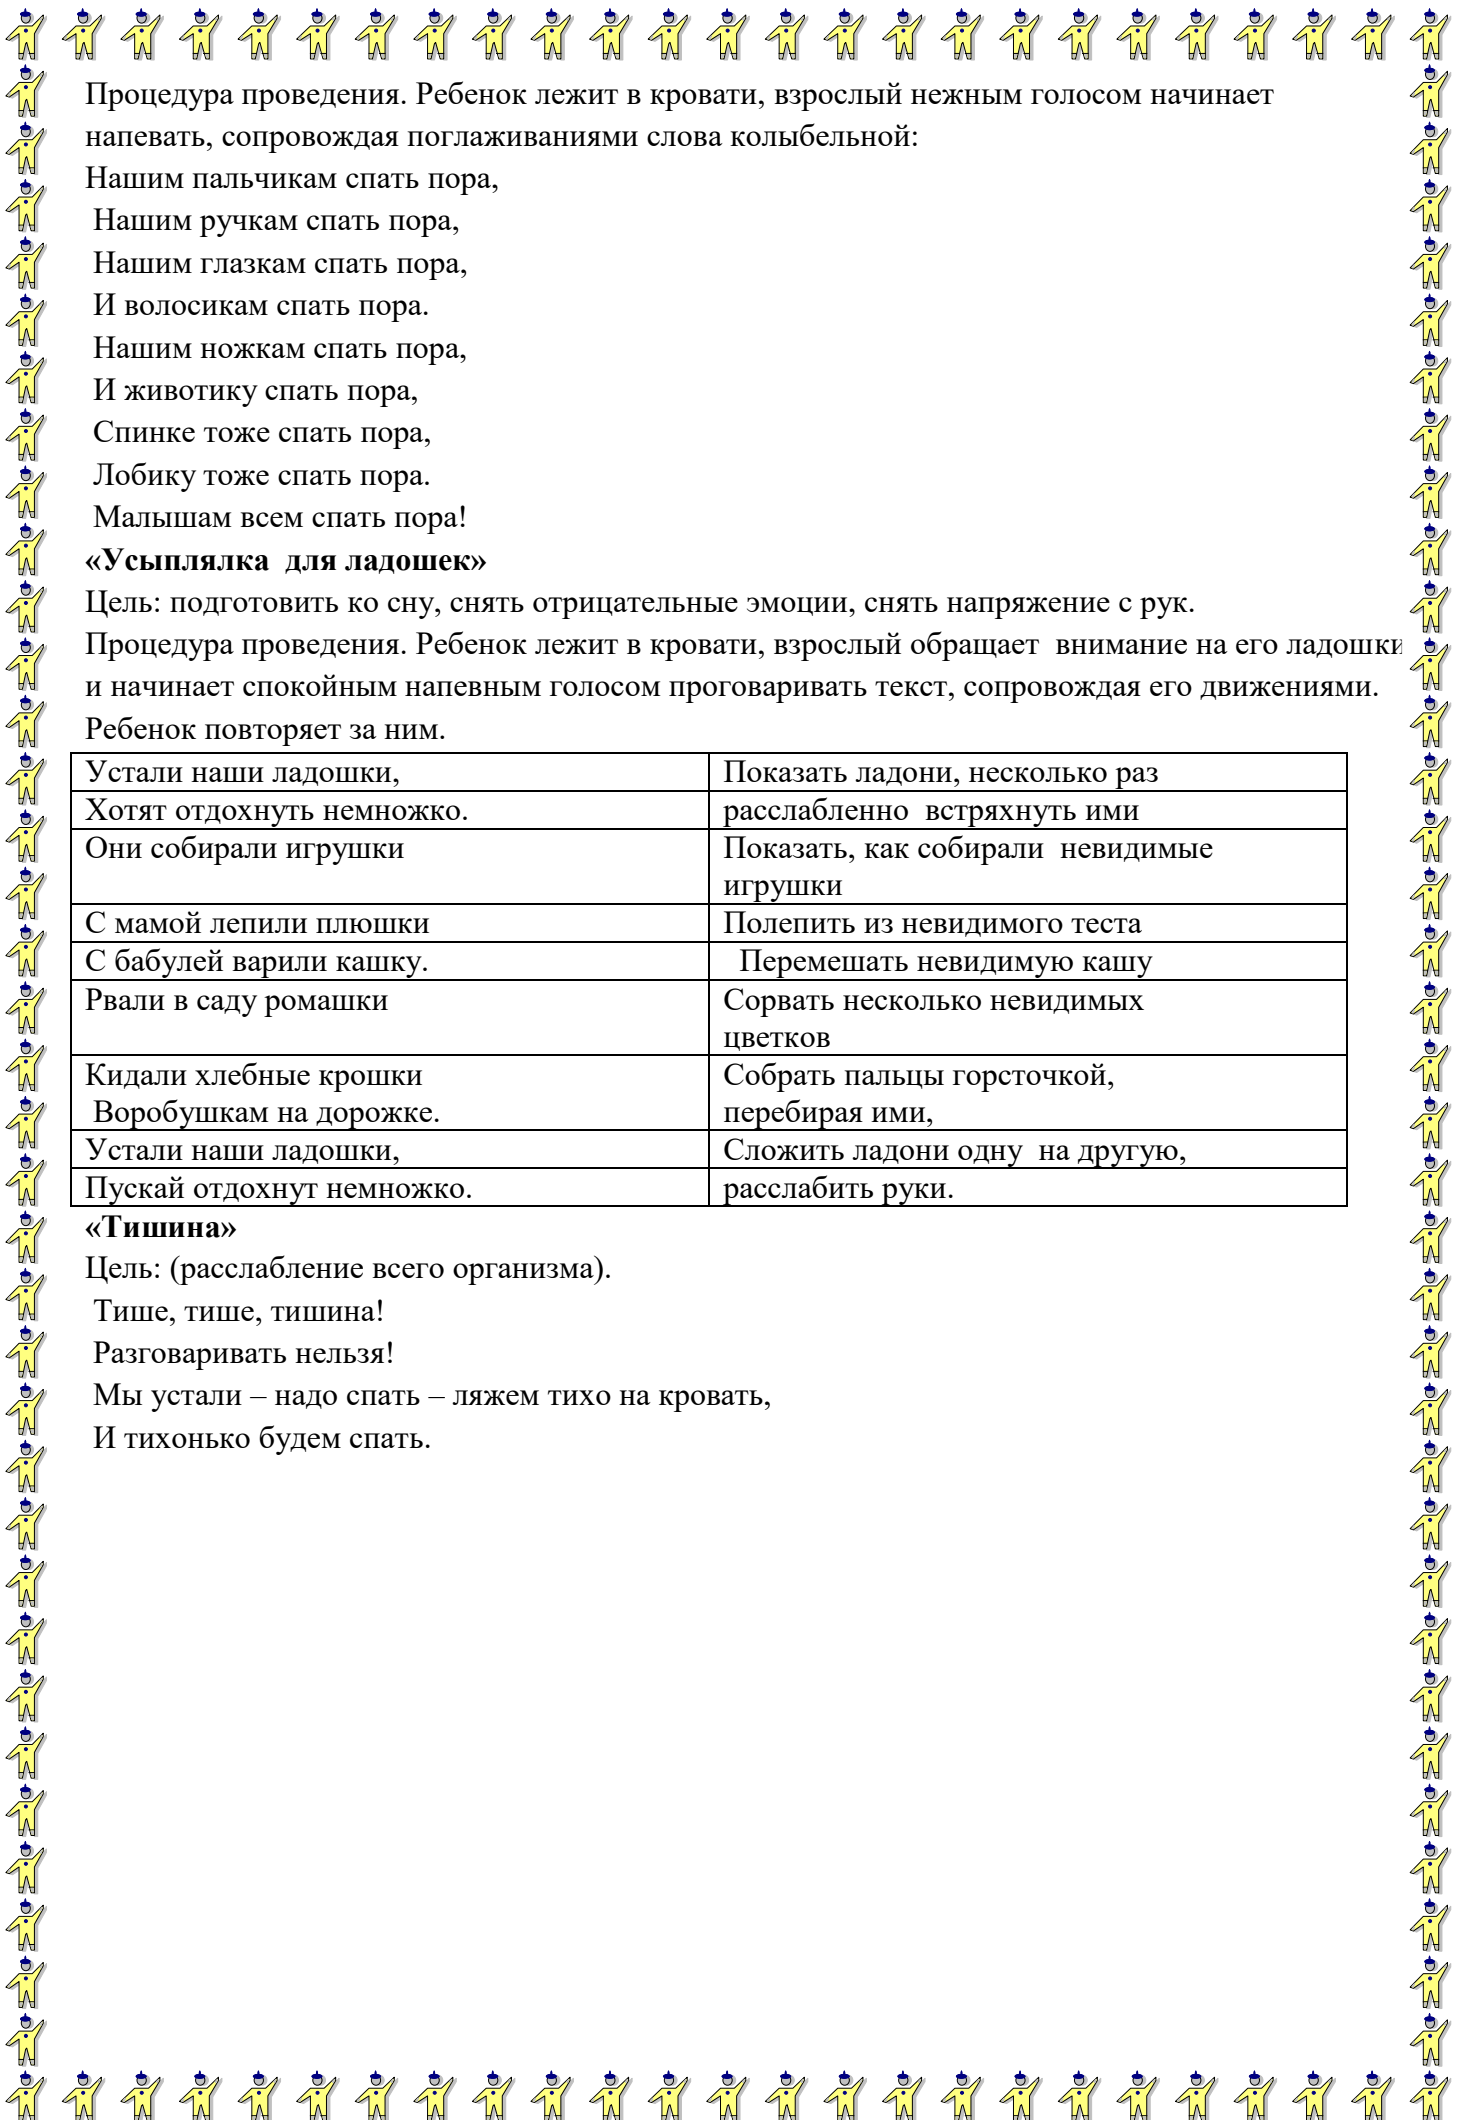 Процедура проведения. Ребенок лежит в кровати, взрослый нежным голосом начинает
напевать, сопровождая поглаживаниями слова колыбельной:
Нашим пальчикам спать пора,
Нашим ручкам спать пора,
Нашим глазкам спать пора,
И волосикам спать пора.
Нашим ножкам спать пора,
И животику спать пора,
Спинке тоже спать пора,
Лобику тоже спать пора.
Малышам всем спать пора!
«Усыплялка  для ладошек»
Цель: подготовить ко сну, снять отрицательные эмоции, снять напряжение с рук.
Процедура проведения. Ребенок лежит в кровати, взрослый обращает  внимание на его ладошки
и начинает спокойным напевным голосом проговаривать текст, сопровождая его движениями.
Ребенок повторяет за ним.
Устали наши ладошки,
Показать ладони, несколько раз
Хотят отдохнуть немножко.
расслабленно  встряхнуть ими
Они собирали игрушки
Показать, как собирали  невидимые
игрушки
С мамой лепили плюшки
Полепить из невидимого теста
С бабулей варили кашку.
Перемешать невидимую кашу
Рвали в саду ромашки
Сорвать несколько невидимых
цветков
Кидали хлебные крошки
Воробушкам на дорожке.
Собрать пальцы горсточкой,
перебирая ими,
Устали наши ладошки,
Сложить ладони одну  на другую,
Пускай отдохнут немножко.
расслабить руки.
«Тишина»
Цель: (расслабление всего организма).
Тише, тише, тишина!
Разговаривать нельзя!
Мы устали – надо спать – ляжем тихо на кровать,
И тихонько будем спать.